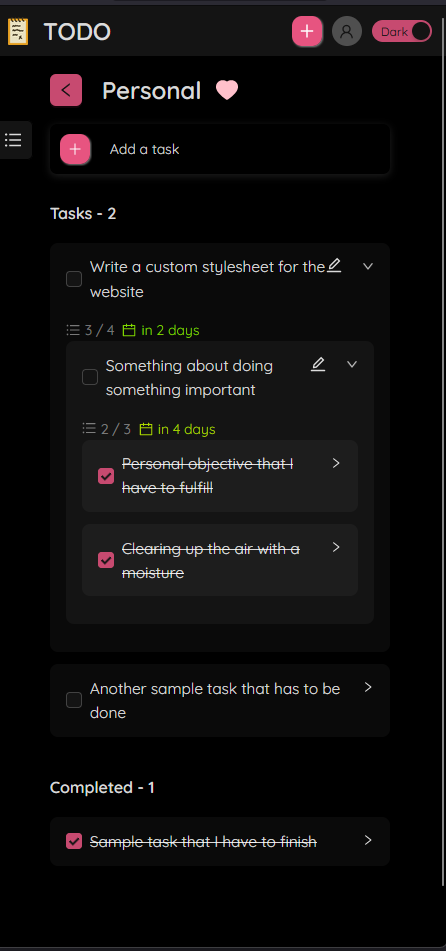 TODO
Dark
Personal
Add a task
Tasks - 2
Write a custom stylesheet for the
website
3 / 4 in 2 days
Something about doing
something important
2 / 3 in 4 days
Personal objective that I
have to fulfill
Clearing up the air with a
moisture
Another sample task that has to be
done
Completed - 1
Sample task that I have to finish